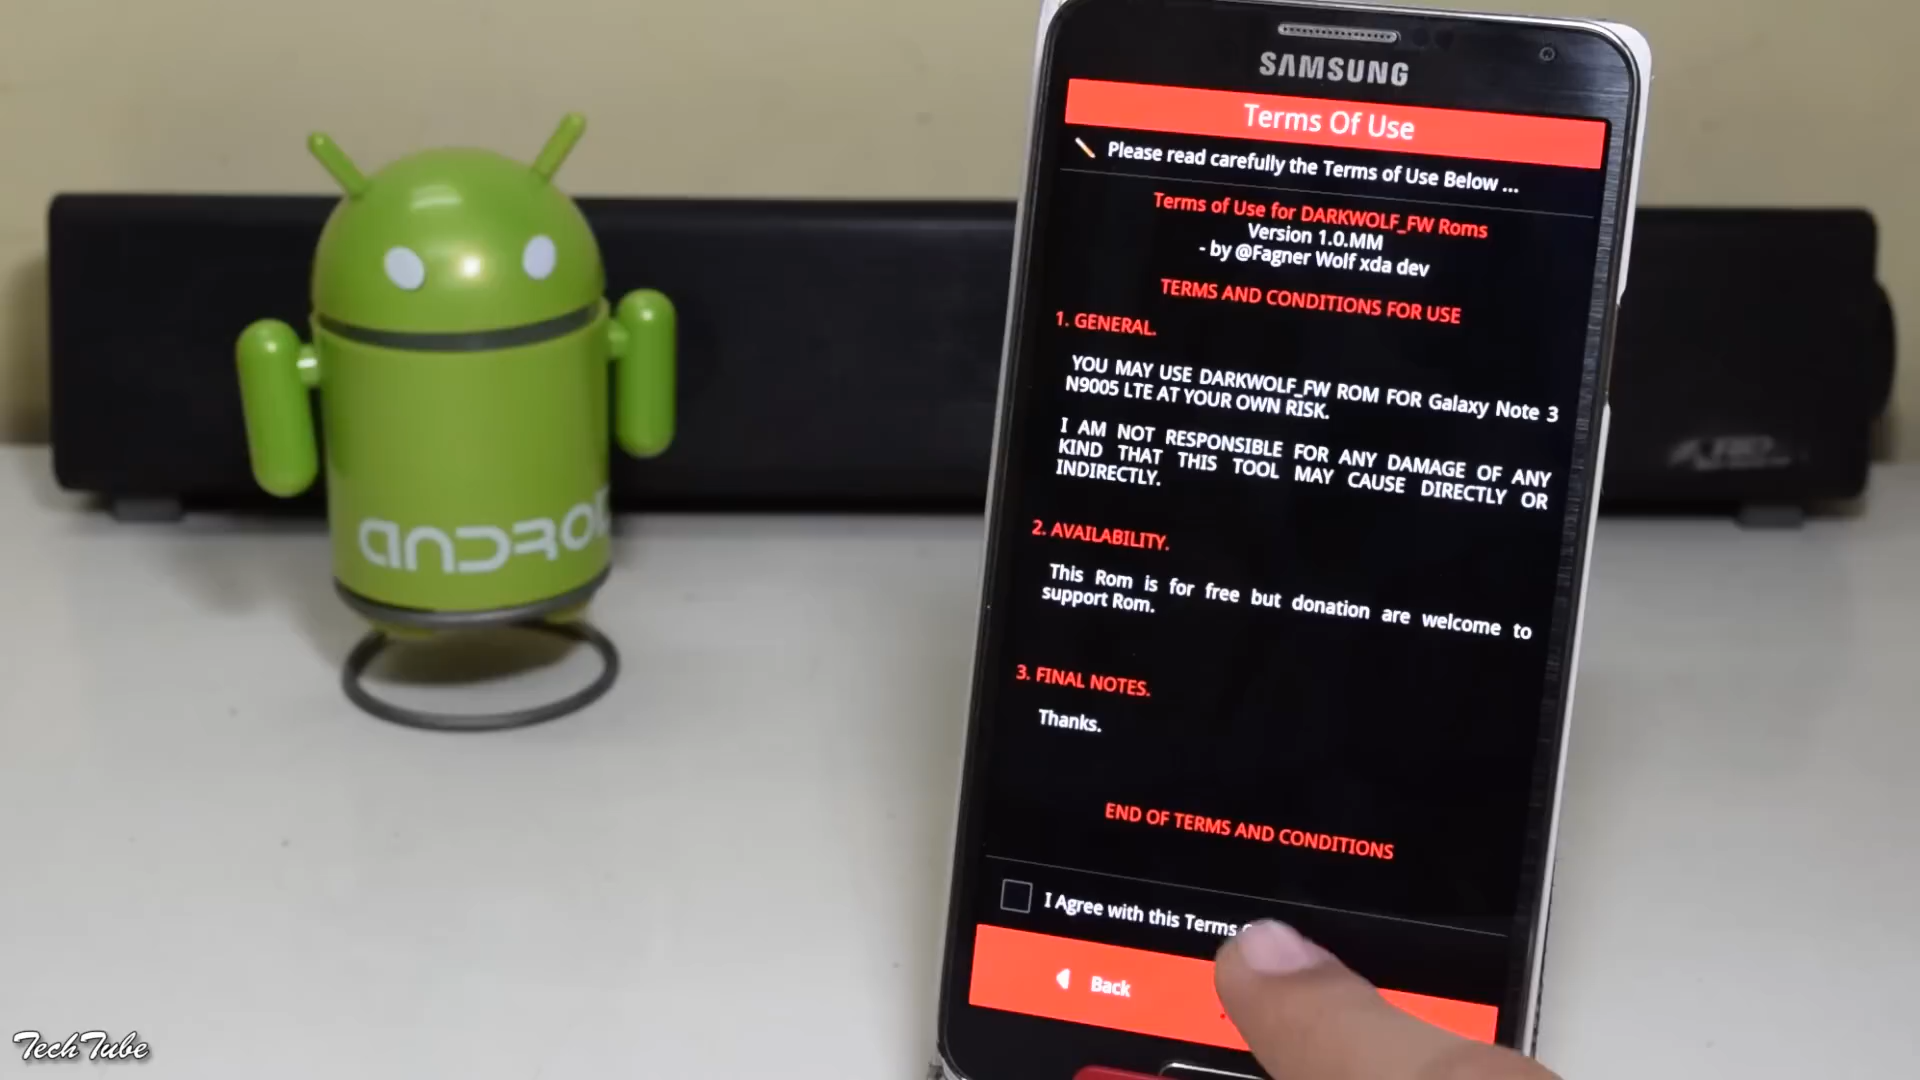 SAMSUNG
Terms Of Use
Please read carefully the Terms of Use Below ...
Terms of Use for DARKWOLF_FW Roms
Version 1.0.MM
- by @Fagner Wolf xda dev
TERMS AND CONDITIONS FOR USE
1. GENERAL.
YOU MAY USE DARKWOLF_FW ROM FOR Galaxy Note 3
N9005 LTE AT YOUR OWN RISK.
I AM NOT RESPONSIBLE FOR ANY DAMAGE OF ANY
KIND THAT THIS TOOL MAY CAUSE DIRECTLY OR
INDIRECTLY.
2. AVAILABILITY.
This Rom is for free but donation are welcome to
support Rom.
3. FINAL NOTES.
Thanks.
END OF TERMS AND CONDITIONS
I Agree with this Terms
Back
ANDROI
TechTube